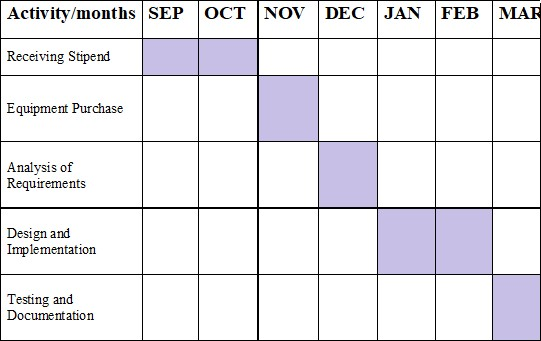 Activity/months SEP OCT NOV DEC JAN FEB MAR
Receiving Stipend
Equipment Purchase
Analysis of
Requirements
Design and
Implementation
Testing and
Documentation